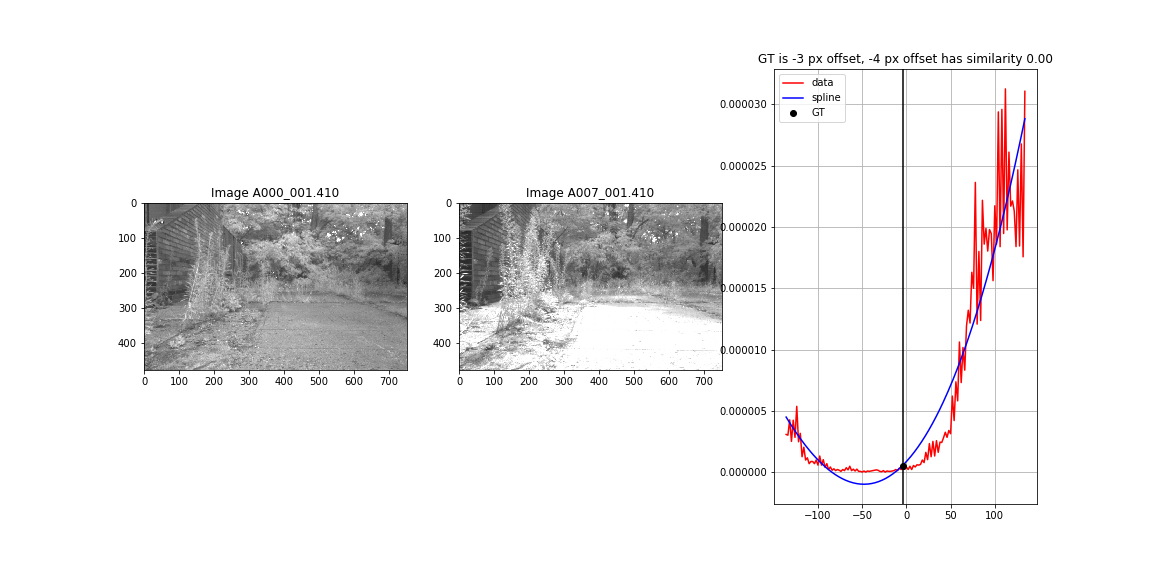 GT is -3 px offset, -4 px offset has similarity 0.00
data
spline
GT
0.000030
0.000025
0.000020
0.000015
0.000010
0.000005
0.000000
−100 −50 0 50 100
Image A000_001.410
0
100
200
300
400
0 100 200 300 400 500 600 700
Image A007_001.410
0
100
200
300
400
0 100 200 300 400 500 600 700